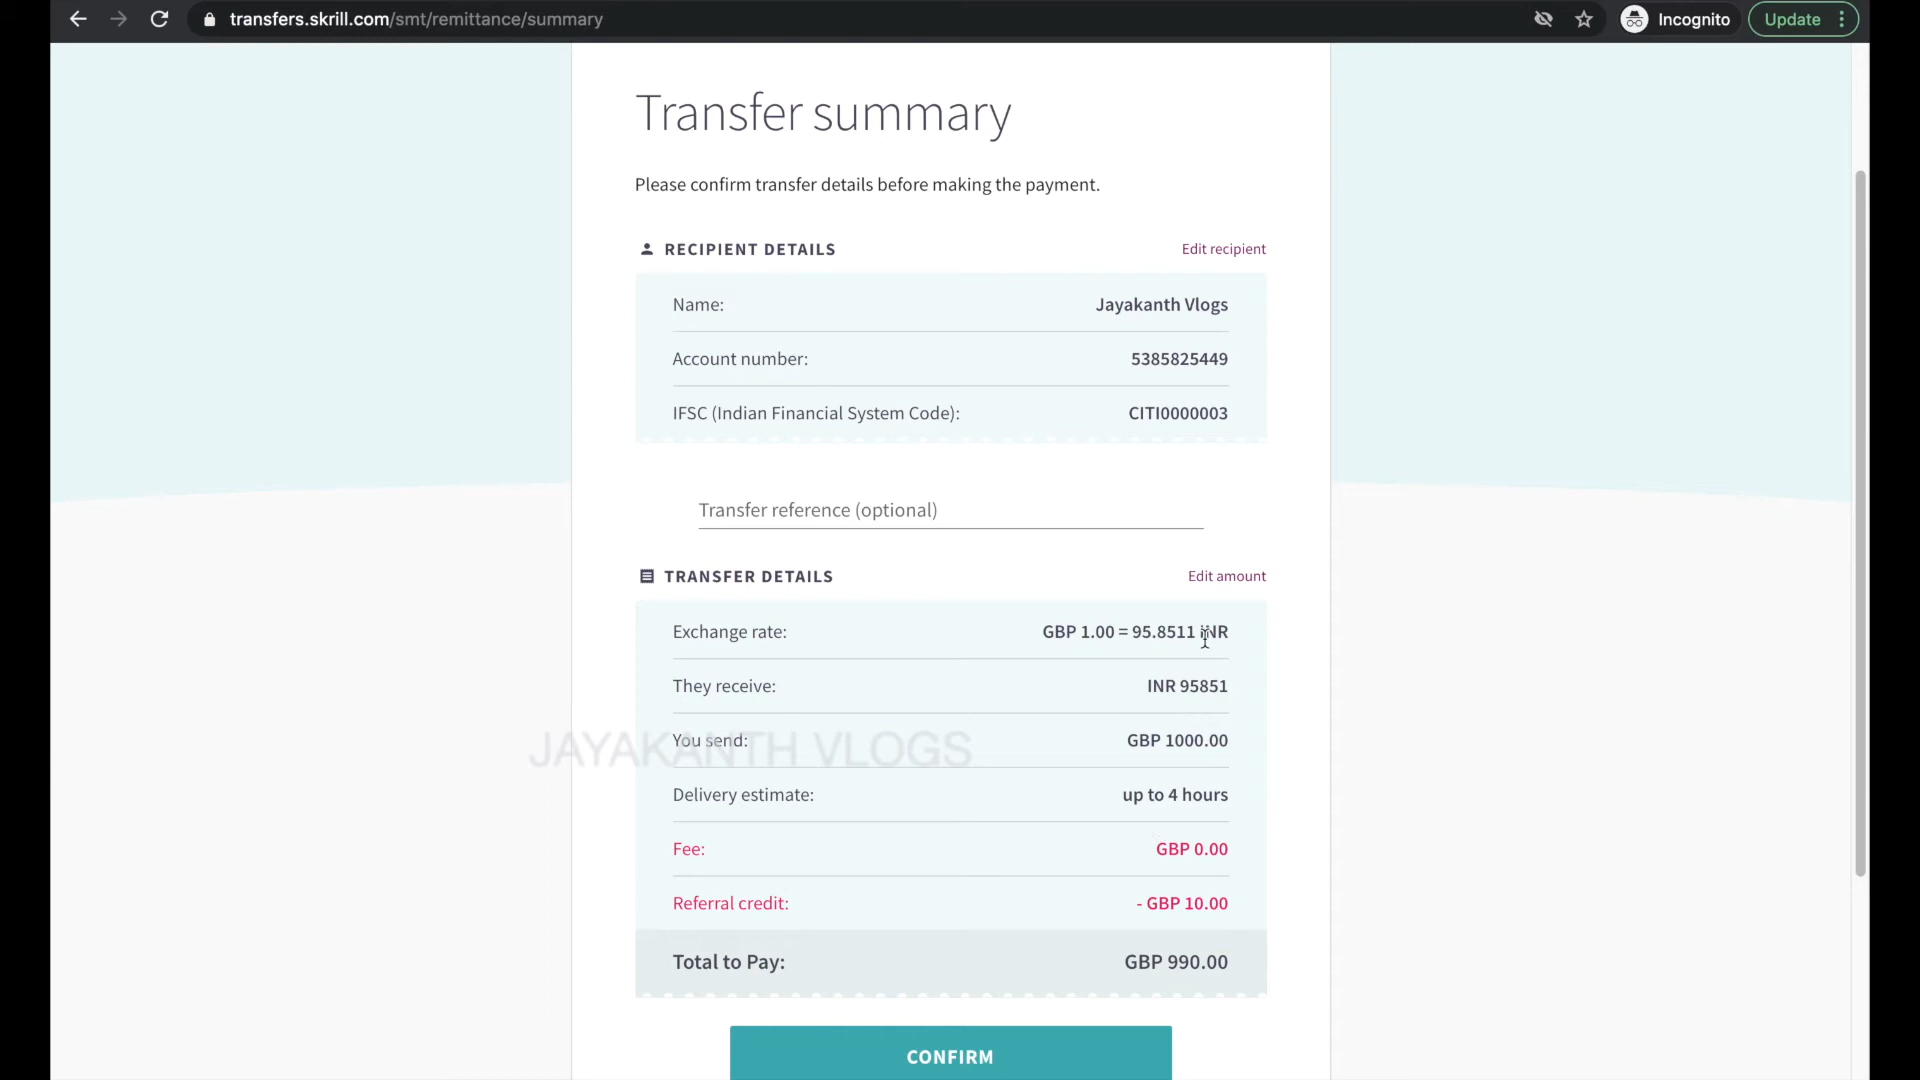 transfers.skrill.com/smt/remittance/summary
Incognito
Update
Transfer summary
Please confirm transfer details before making the payment.
RECIPIENT DETAILS
Edit recipient
Name: Jayakanth Vlogs
Account number: 5385825449
IFSC (Indian Financial System Code): CITI0000003
Transfer reference (optional)
TRANSFER DETAILS
Edit amount
Exchange rate: GBP 1.00 = 95.8511 INR
They receive: INR 95851
You send: GBP 1000.00
JAYAKANTH VLOGS
Delivery estimate: up to 4 hours
Fee: GBP 0.00
Referral credit: - GBP 10.00
Total to Pay: GBP 990.00
CONFIRM